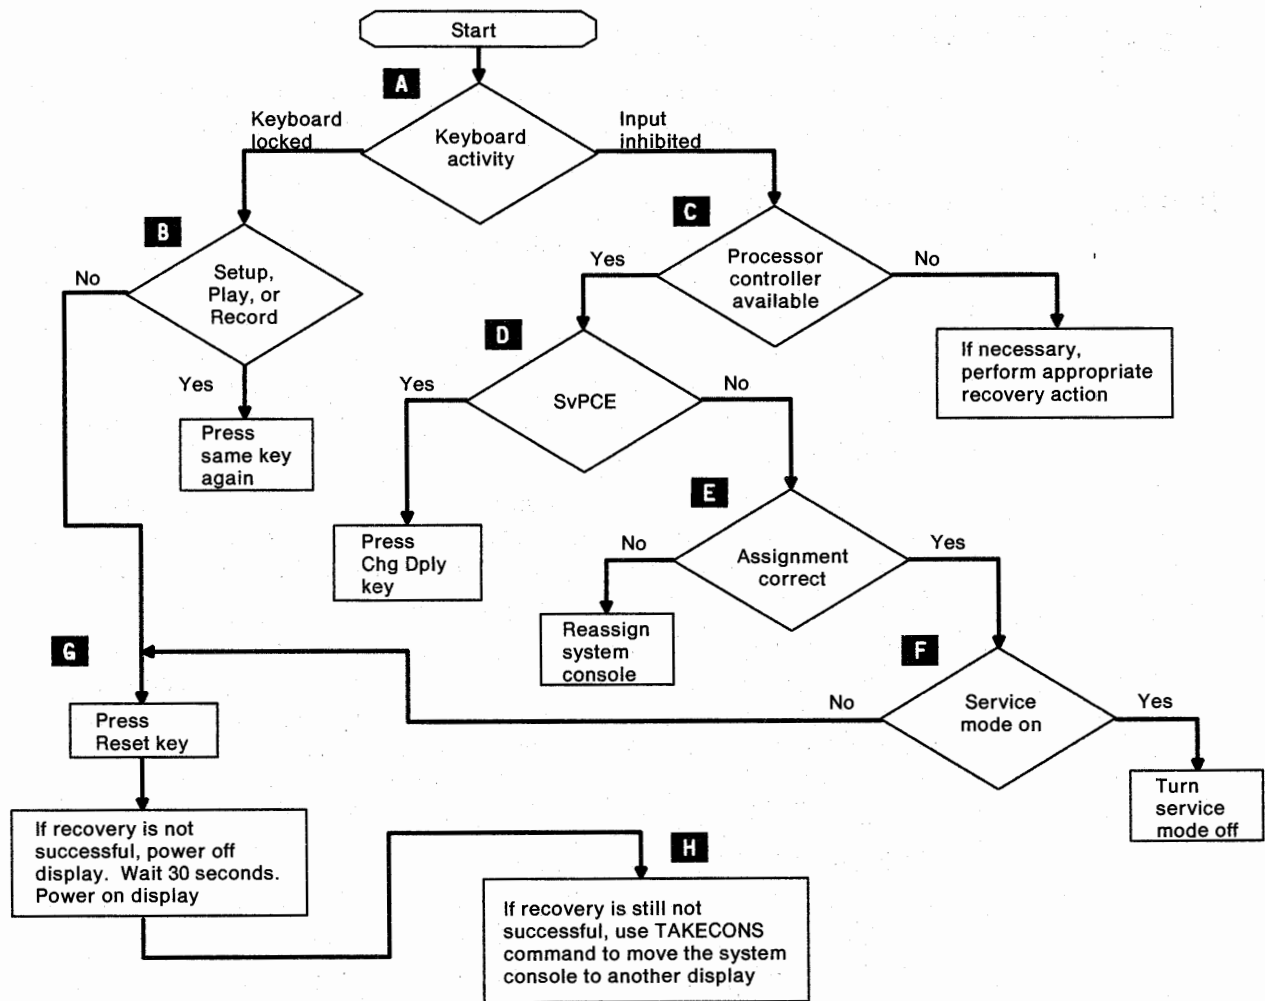 Start
A
Keyboard
locked
Keyboard
activity
Input
inhibited
B
C
No
Setup,
Play, or
Record
Yes
Processor
controller
available
No
D
Yes
Yes
SvPCE
No
If necessary,
perform appropriate
recovery action
Press
same key
again
E
Press
Chg Dply
key
No
Assignment
correct
Yes
Reassign
system
console
G
F
No
Service
mode on
Yes
Press
Reset key
Turn
service
mode off
If recovery is not
successful, power off
display. Wait 30 seconds.
Power on display
H
If recovery is still not
successful, use TAKECONS
command to move the system
console to another display